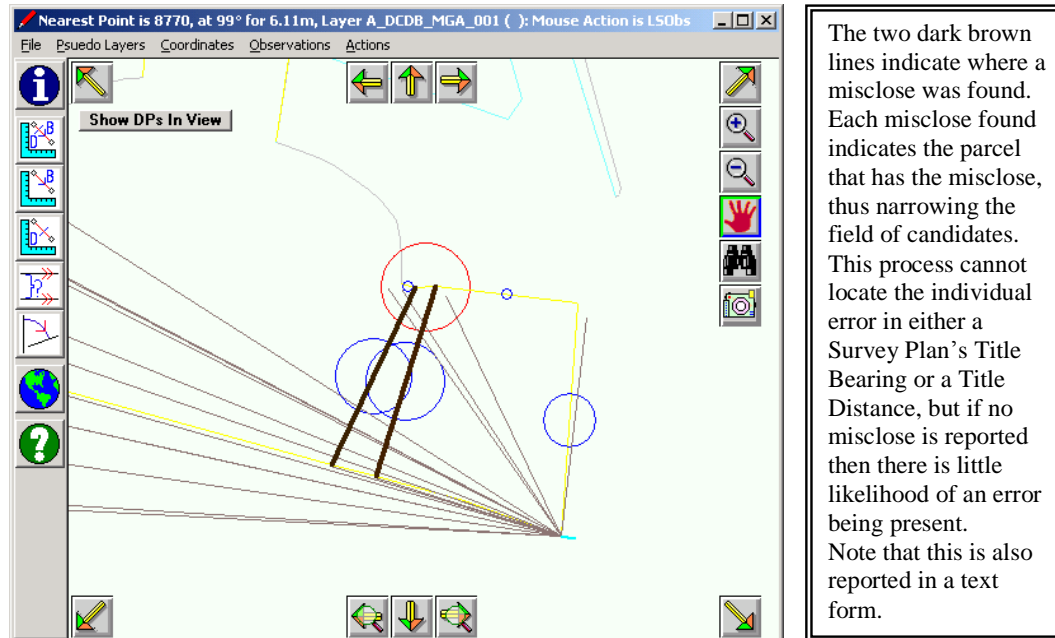 Nearest Point is 8770, at 99° for 6.11m, Layer A_DCDB_MGA_001 ( ): Mouse Action is LSObs
File Psuedo Layers Coordinates Observations Actions
Show DPs In View
The two dark brown
lines indicate where a
misclose was found.
Each misclose found
indicates the parcel
that has the misclose,
thus narrowing the
field of candidates.
This process cannot
locate the individual
error in either a
Survey Plan's Title
Bearing or a Title
Distance, but if no
misclose is reported
then there is little
likelihood of an error
being present.
Note that this is also
reported in a text
form.